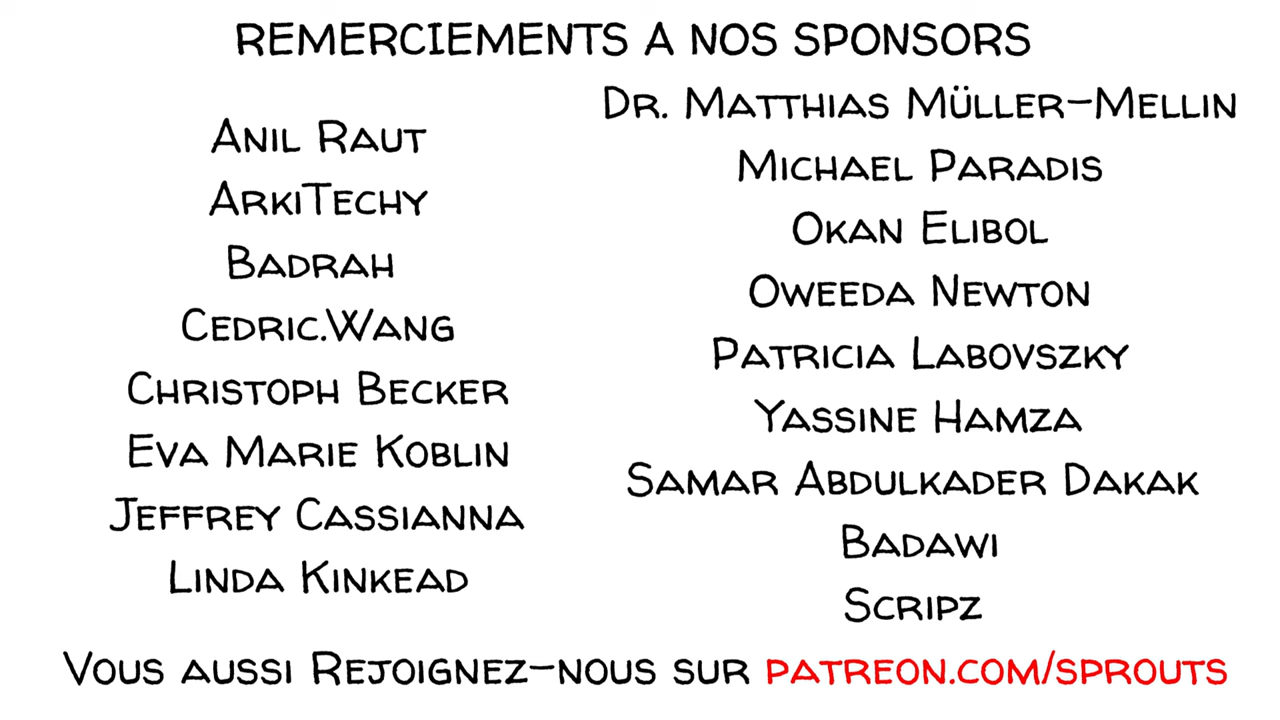 REMERCIEMENTS A NOS SPONSORS
Anil Raut
ArkiTechy
Badrah
Cedric.Wang
Christoph Becker
Eva Marie Koblin
Jeffrey Cassianna
Linda Kinkead
Dr. Matthias Müller-Mellin
Michael Paradis
Okan Elibol
Oweeda Newton
Patricia Labovszky
Yassine Hamza
Samar Abdulkader Dakak
Badawi
Scripz
Vous aussi Rejoignez-nous sur patreon.com/sprouts